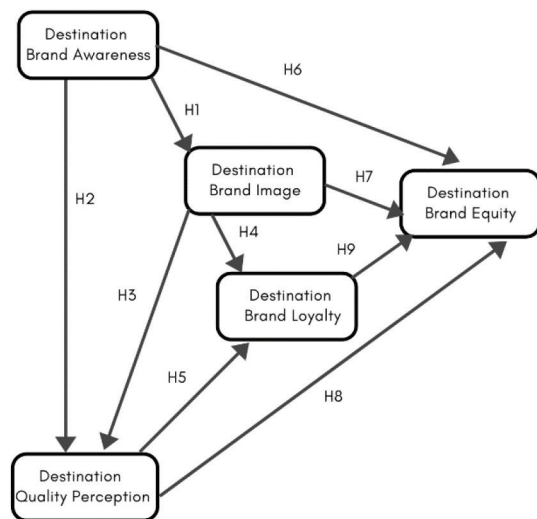 Destination
Brand Awareness
H6
H1
Destination
Brand Image
H7
Destination
Brand Equity
H2
H4
H9
H3
Destination
Brand Loyalty
H5
H8
Destination
Quality Perception